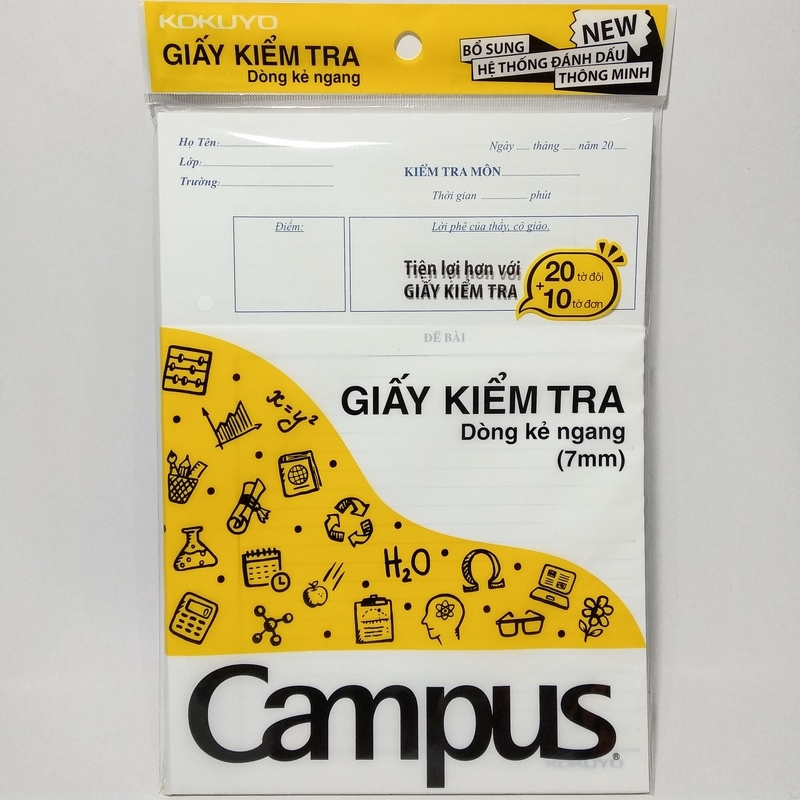 KOKUYO
GIẤY KIỂM TRA
Dòng kẻ ngang
NEW
BỔ SUNG
HỆ THỐNG ĐÁNH DẤU
THÔNG MINH
Họ Tên:
Lớp:
Trường:
Ngày ..... tháng ..... năm 20.....
KIỂM TRA MÔN
Thời gian ............... phút
Điểm:
Lời phê của thầy, cô giáo.
Tiện lợi hơn với
GIẤY KIỂM TRA
20 tờ đôi
+
10 tờ đơn
ĐỀ BÀI
GIẤY KIỂM TRA
Dòng kẻ ngang
(7mm)
x=y²
H₂O
Ω
Campus®
KOKUYO